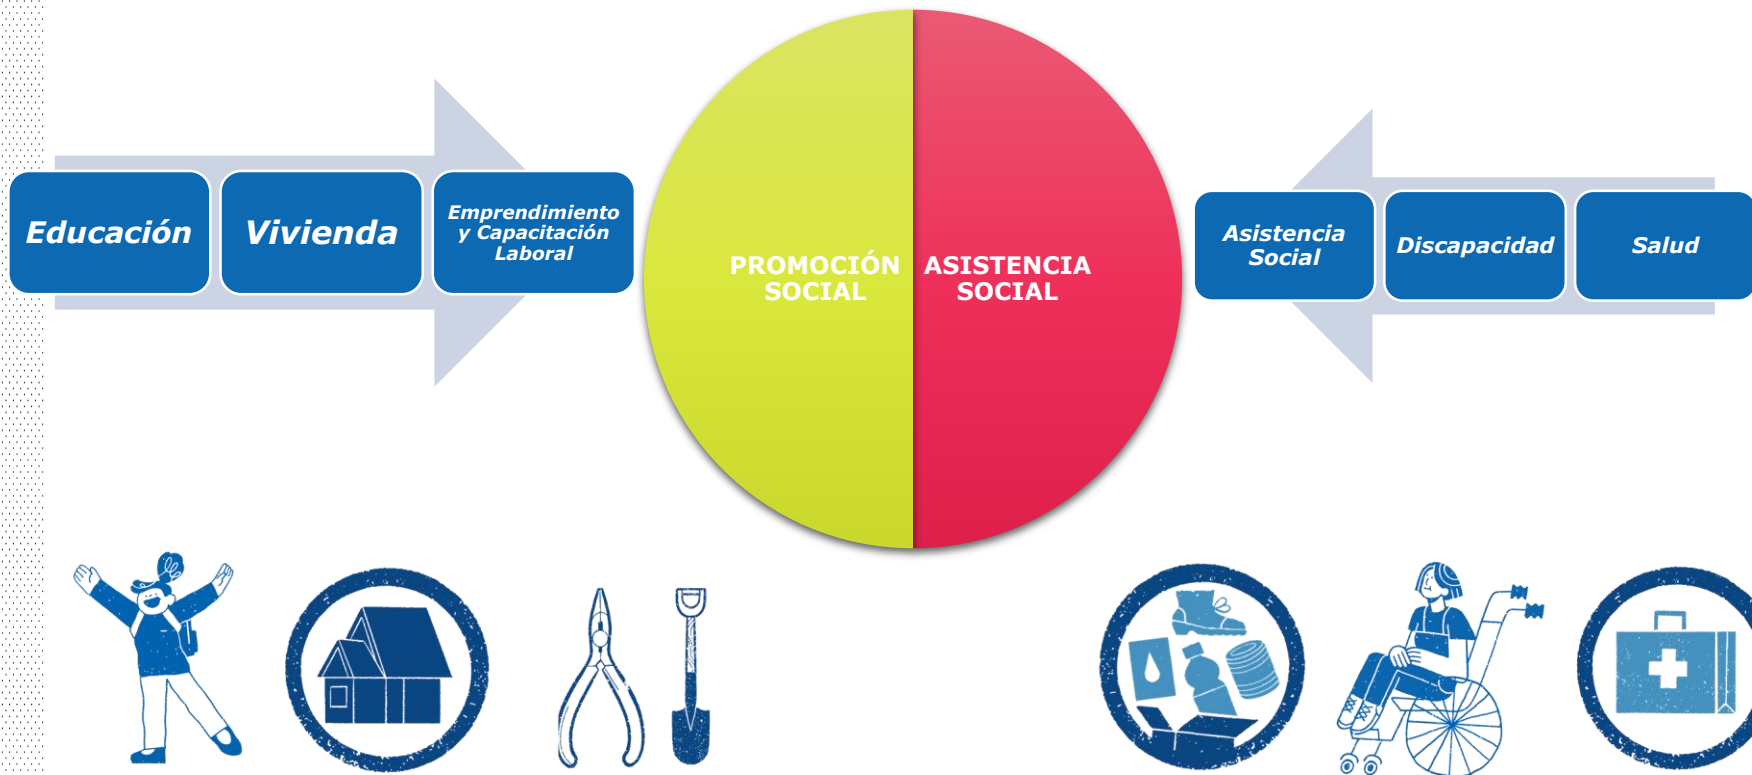 Educación
Vivienda
Emprendimiento
y Capacitación
Laboral
PROMOCIÓN
SOCIAL
ASISTENCIA
SOCIAL
Asistencia
Social
Discapacidad
Salud